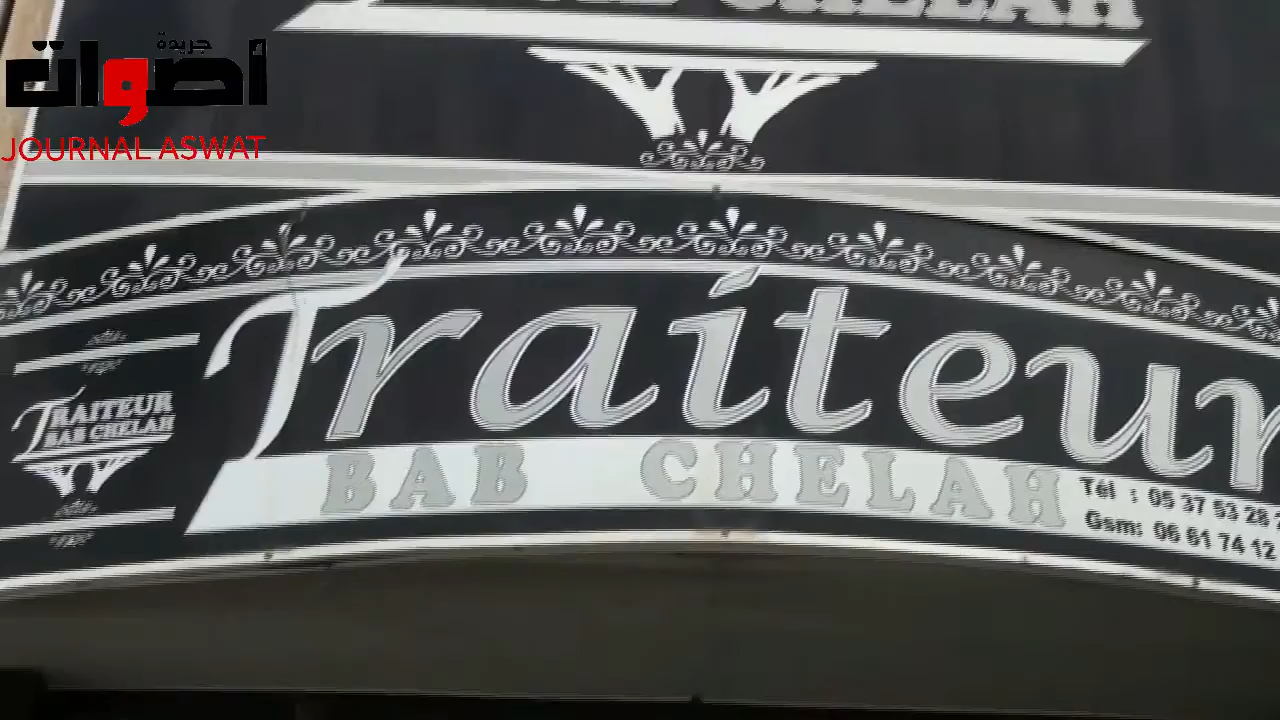 جريدة
أصوات
JOURNAL ASWAT
CHELAH
Traiteur
BAB CHELAH
Tél : 05 37 53 28
Gsm: 06 61 74 12
TRAITEUR
BAB CHELAH